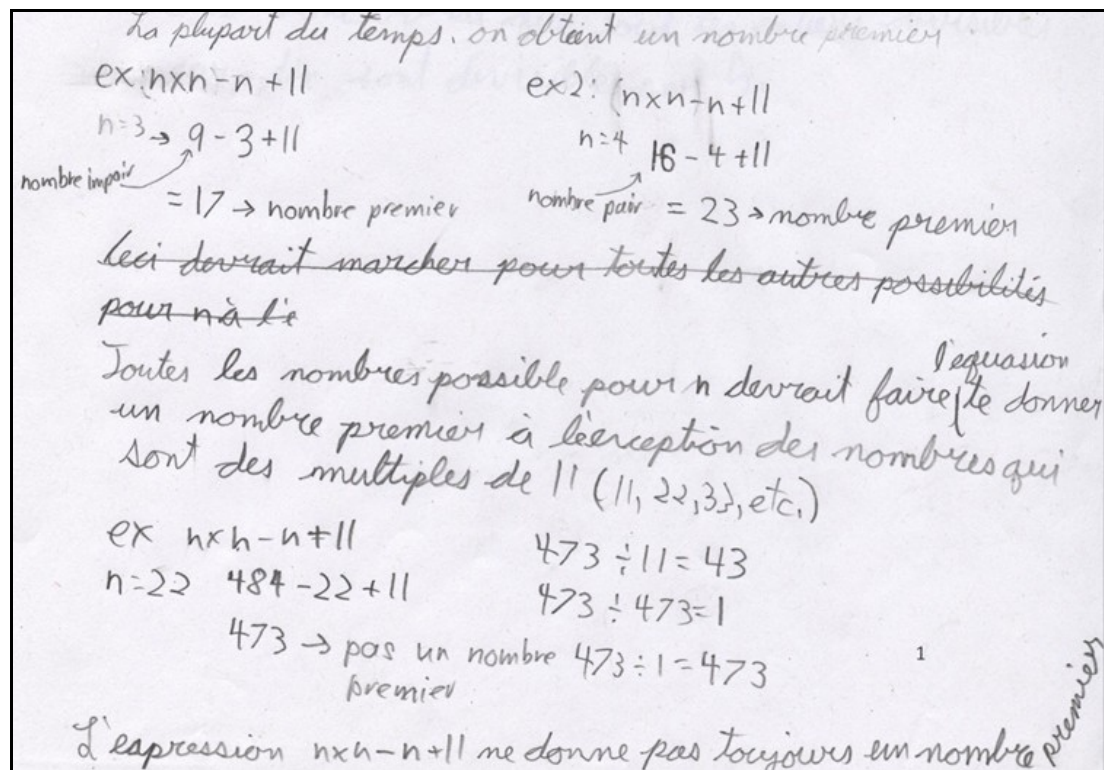 La plupart du temps, on obtient un nombre premier
ex: n×n-n+11
n=3→ 9-3+11
nombre impair
=17 → nombre premier
ex2: n×n-n+11
n=4 16-4+11
nombre pair
= 23→nombre premier
Ceci devrait marcher pour toutes les autres possibilités
pour n à l'e
l'equasion
Toutes les nombres possible pour n devrait faire te donner
un nombre premier à l'éerception des nombres qui
sont des multiples de 11 (11, 22, 33, etc.)
ex n×n-n+11
n=22 484-22+11
473 → pas un nombre
premier
473÷11=43
473÷473=1
473÷1=473
1
L'expression n×n-n+11 ne donne pas toujours un nombre premier